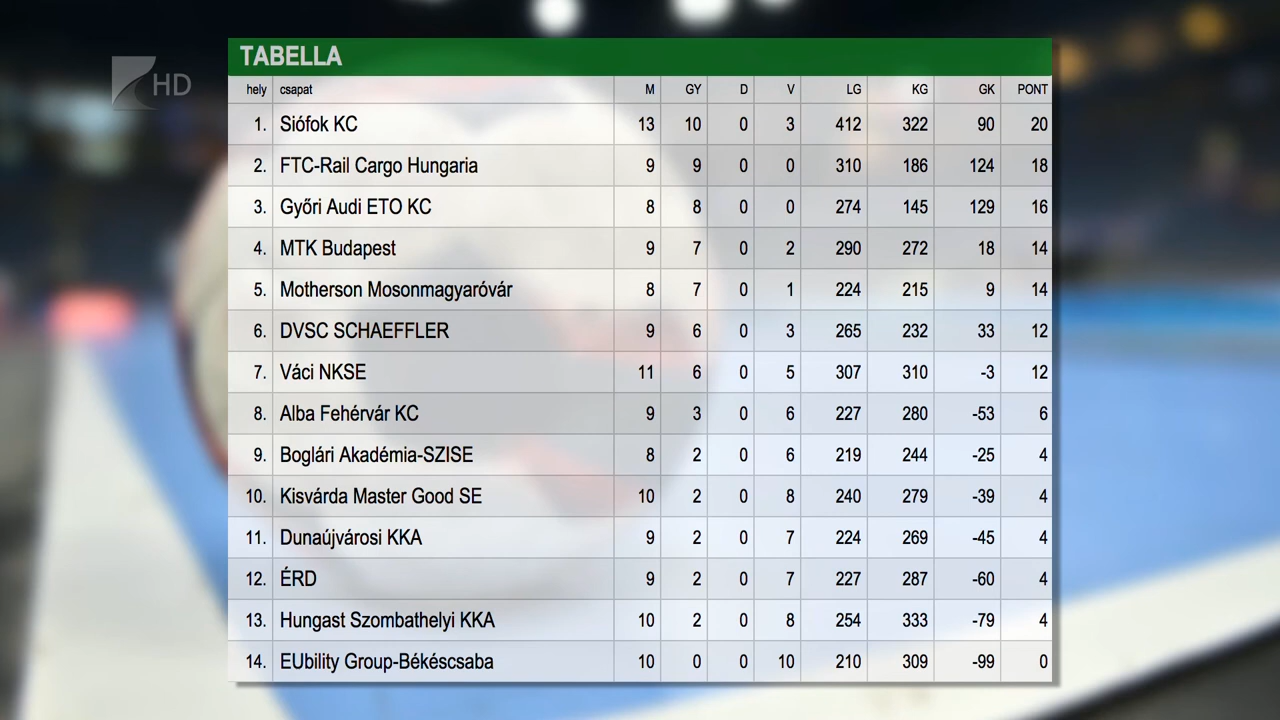 HD
TABELLA
hely csapat M GY D V LG KG GK PONT
1. Siófok KC 13 10 0 3 412 322 90 20
2. FTC-Rail Cargo Hungaria 9 9 0 0 310 186 124 18
3. Győri Audi ETO KC 8 8 0 0 274 145 129 16
4. MTK Budapest 9 7 0 2 290 272 18 14
5. Motherson Mosonmagyaróvár 8 7 0 1 224 215 9 14
6. DVSC SCHAEFFLER 9 6 0 3 265 232 33 12
7. Váci NKSE 11 6 0 5 307 310 -3 12
8. Alba Fehérvár KC 9 3 0 6 227 280 -53 6
9. Boglári Akadémia-SZISE 8 2 0 6 219 244 -25 4
10. Kisvárda Master Good SE 10 2 0 8 240 279 -39 4
11. Dunaújvárosi KKA 9 2 0 7 224 269 -45 4
12. ÉRD 9 2 0 7 227 287 -60 4
13. Hungast Szombathelyi KKA 10 2 0 8 254 333 -79 4
14. EUbility Group-Békéscsaba 10 0 0 10 210 309 -99 0